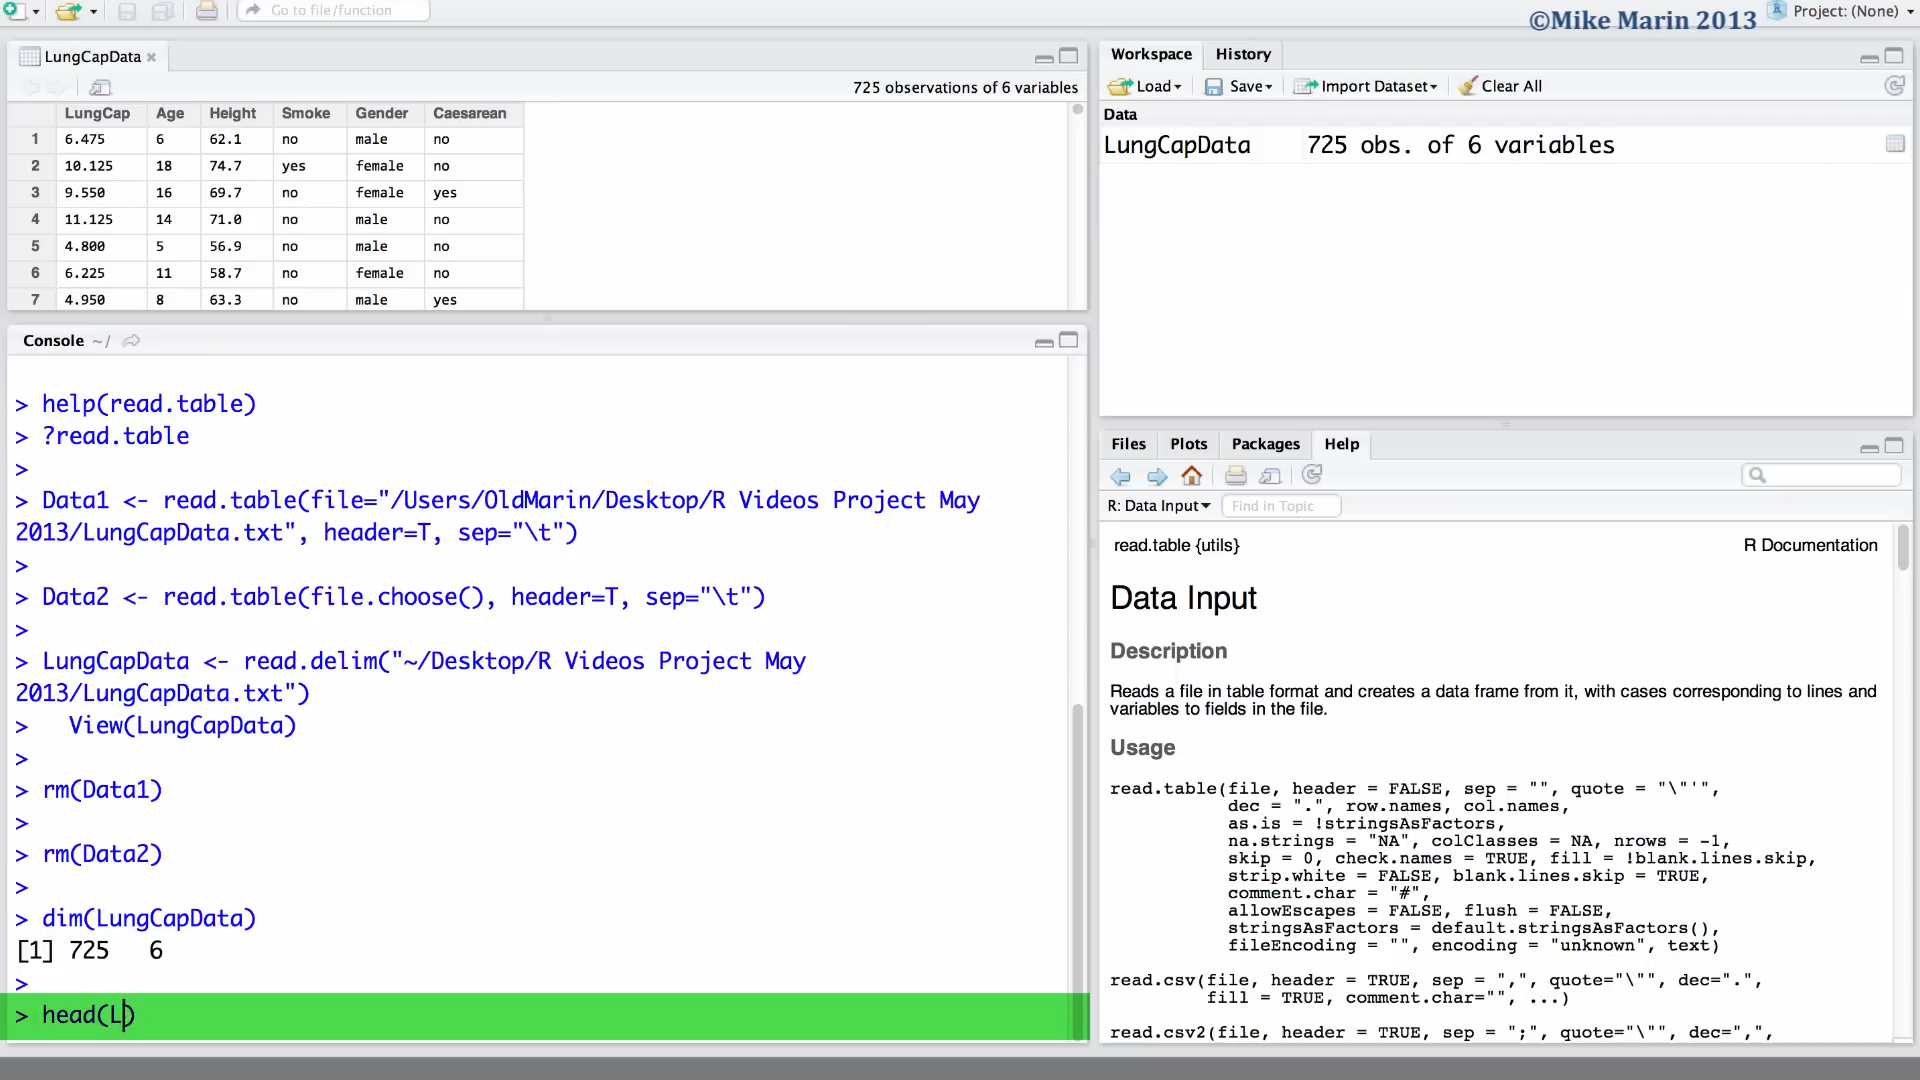 Go to file/function
©Mike Marin 2013
Project: (None)
LungCapData
725 observations of 6 variables
LungCap Age Height Smoke Gender Caesarean
1 6.475 6 62.1 no male no
2 10.125 18 74.7 yes female no
3 9.550 16 69.7 no female yes
4 11.125 14 71.0 no male no
5 4.800 5 56.9 no male no
6 6.225 11 58.7 no female no
7 4.950 8 63.3 no male yes
Console ~/
> help(read.table)
> ?read.table
>
> Data1 <- read.table(file="/Users/OldMarin/Desktop/R Videos Project May
2013/LungCapData.txt", header=T, sep="\t")
>
> Data2 <- read.table(file.choose(), header=T, sep="\t")
>
> LungCapData <- read.delim("~/Desktop/R Videos Project May
2013/LungCapData.txt")
>   View(LungCapData)
>
> rm(Data1)
>
> rm(Data2)
>
> dim(LungCapData)
[1] 725   6
>
> head(L)
Workspace History
Load Save Import Dataset Clear All
Data
LungCapData 725 obs. of 6 variables
Files Plots Packages Help
R: Data Input Find in Topic
read.table {utils} R Documentation
Data Input
Description
Reads a file in table format and creates a data frame from it, with cases corresponding to lines and
variables to fields in the file.
Usage
read.table(file, header = FALSE, sep = "", quote = "\"'",
dec = ".", row.names, col.names,
as.is = !stringsAsFactors,
na.strings = "NA", colClasses = NA, nrows = -1,
skip = 0, check.names = TRUE, fill = !blank.lines.skip,
strip.white = FALSE, blank.lines.skip = TRUE,
comment.char = "#",
allowEscapes = FALSE, flush = FALSE,
stringsAsFactors = default.stringsAsFactors(),
fileEncoding = "", encoding = "unknown", text)
read.csv(file, header = TRUE, sep = ",", quote="\"", dec=".",
fill = TRUE, comment.char="", ...)
read.csv2(file, header = TRUE, sep = ";", quote="\"", dec=",",